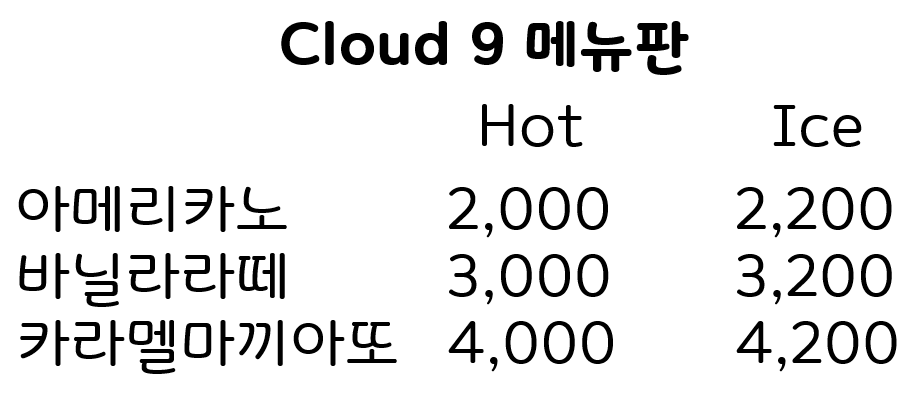 Cloud 9 메뉴판
Hot Ice
아메리카노 2,000 2,200
바닐라라떼 3,000 3,200
카라멜마끼아또 4,000 4,200